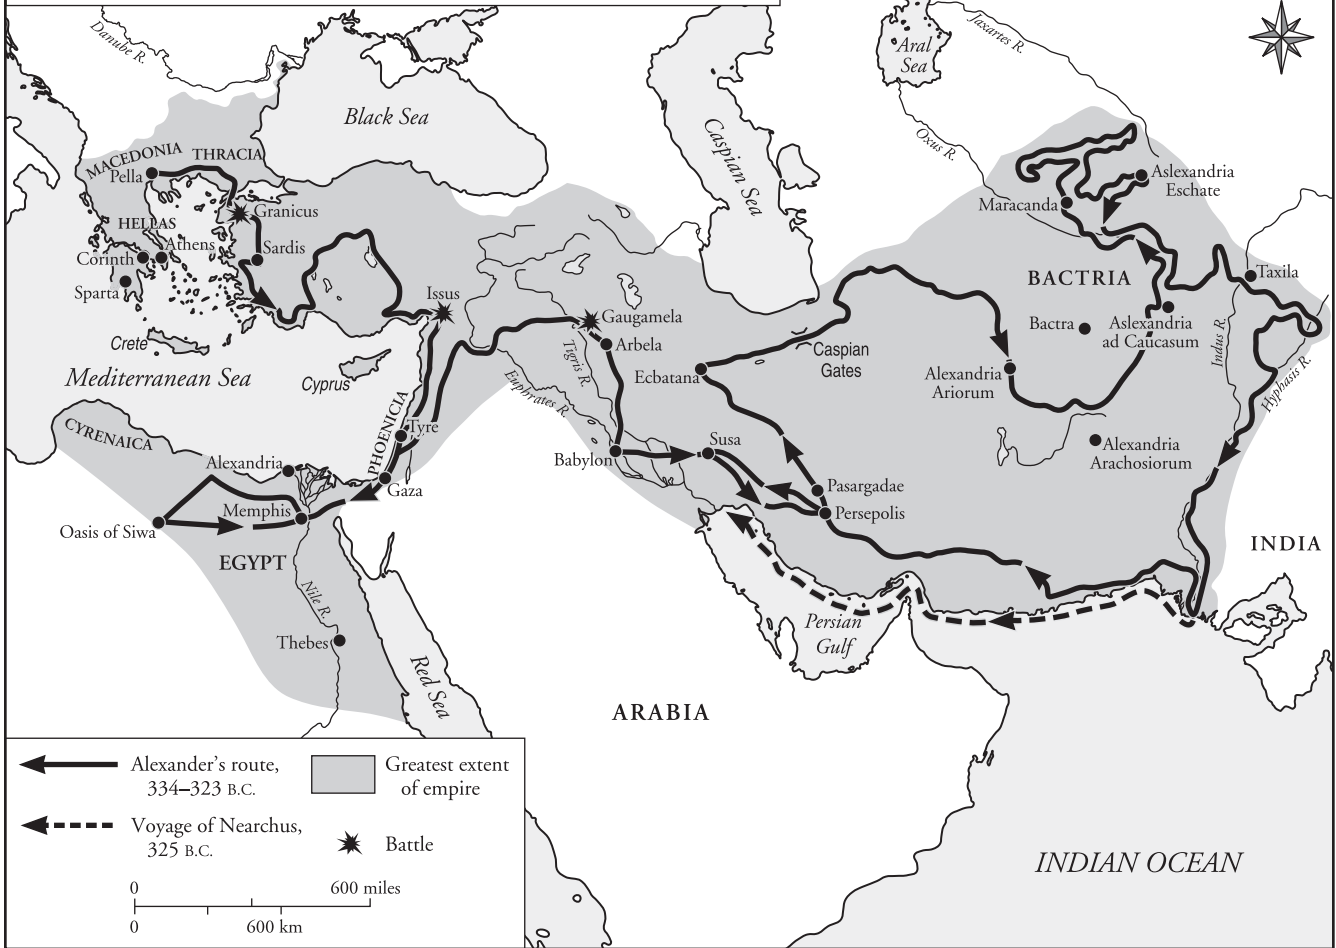 Danube R.
Jaxartes R.
Aral
Sea
Black Sea
Caspian Sea
Oxus R.
MACEDONIA
THRACIA
Pella
Aslexandria
Eschate
Maracanda
Granicus
HELLAS
Athens
Corinth
Sardis
Sparta
BACTRIA
Taxila
Issus
Gaugamela
Bactra
Aslexandria
ad Caucasum
Indus R.
Crete
Arbela
Tigris R.
Caspian
Gates
Mediterranean Sea
Cyprus
Ecbatana
Alexandria
Ariorum
Hyphasis R.
Euphrates R.
PHOENICIA
CYRENAICA
Tyre
Susa
Alexandria
Arachosiorum
Alexandria
Babylon
Gaza
Pasargadae
Memphis
Persepolis
Oasis of Siwa
INDIA
EGYPT
Nile R.
Persian
Gulf
Thebes
Red Sea
ARABIA
Alexander's route,
334–323 B.C.
Greatest extent
of empire
Voyage of Nearchus,
325 B.C.
Battle
INDIAN OCEAN
0
600 miles
0
600 km